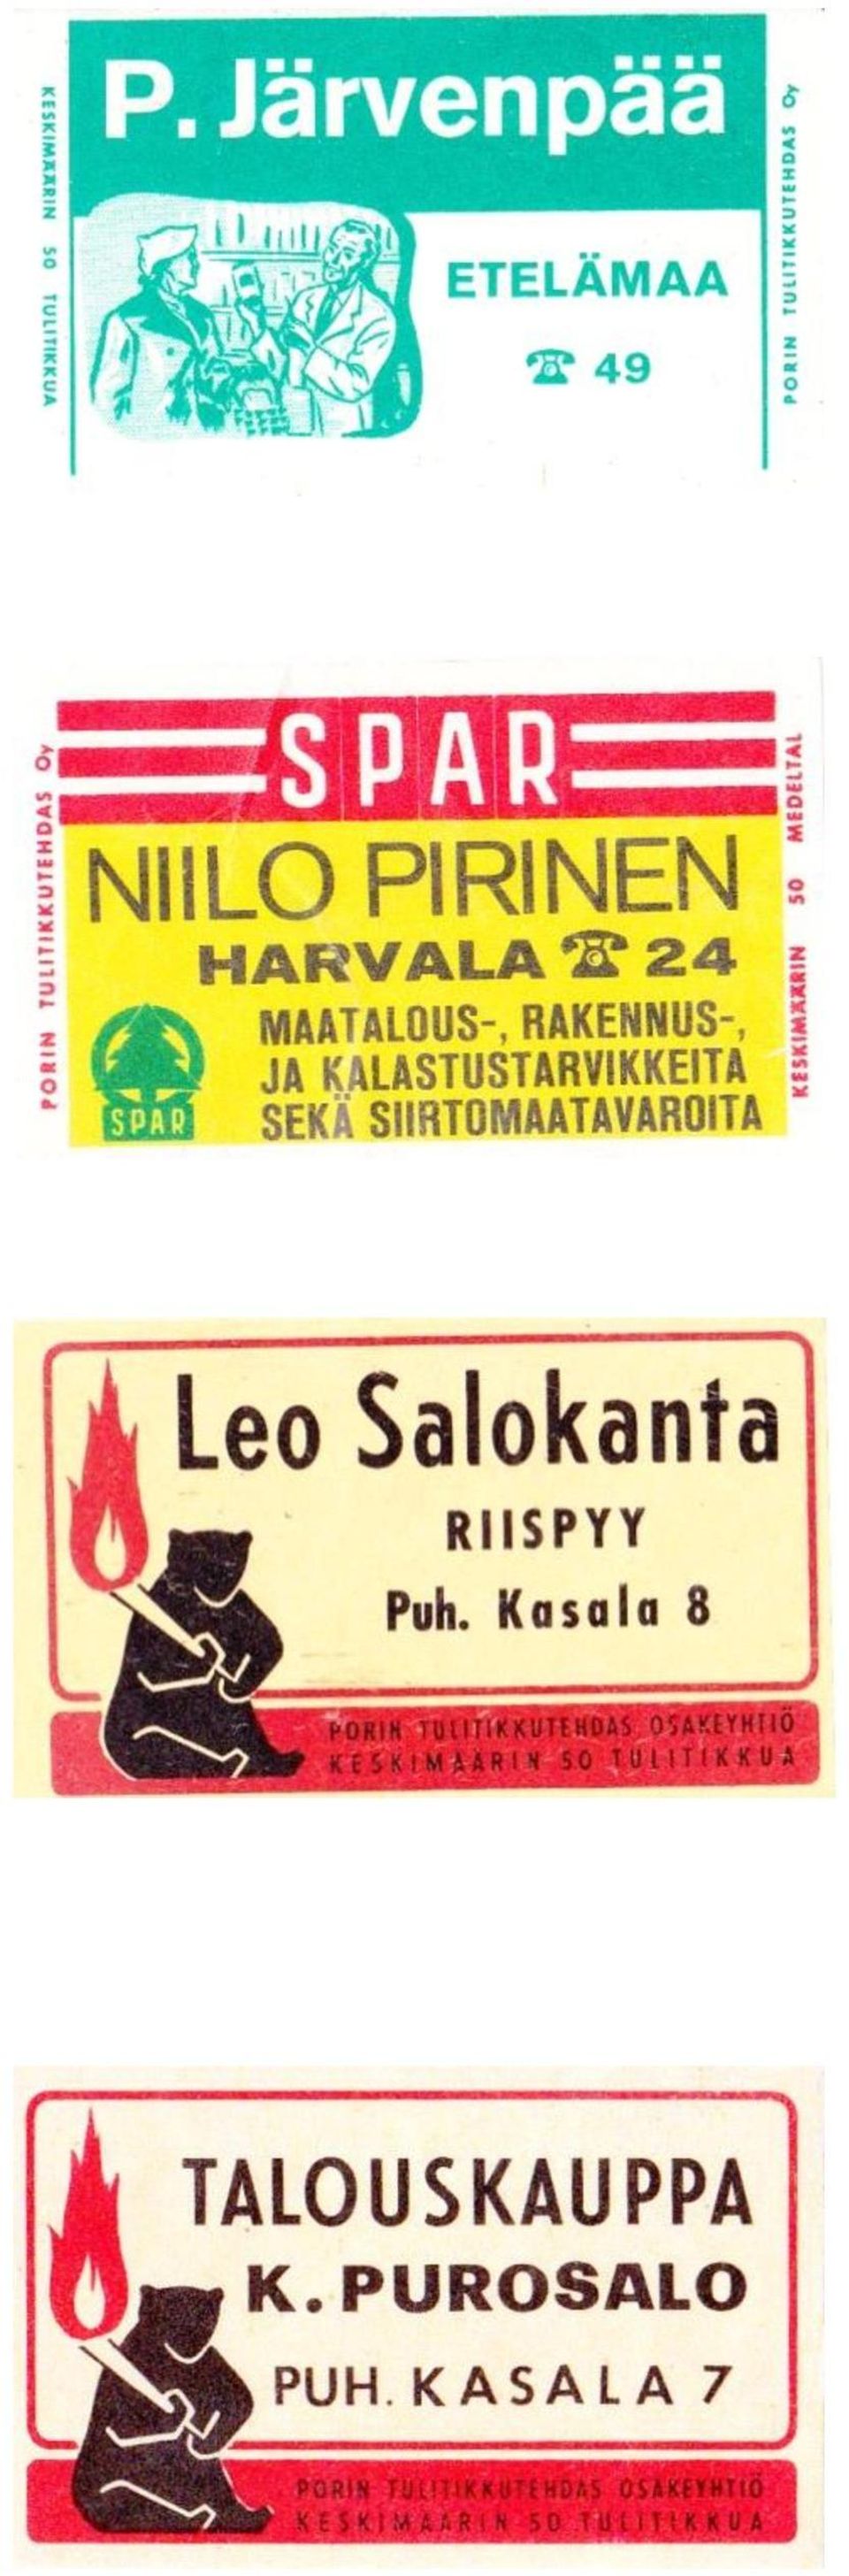 P. Järvenpää
KESKIMÄÄRIN 50 TULITIKKUA
ETELÄMAA
☎ 49
PORIN TULITIKKUTEHDAS Oy
SPAR
PORIN TULITIKKUTEHDAS Oy
NIILO PIRINEN
HARVALA ☎ 24
MAATALOUS-, RAKENNUS-,
JA KALASTUSTARVIKKEITA
SEKÄ SIIRTOMAATAVAROITA
SPAR
KESKIMÄÄRIN 50 MEDELTAL
Leo Salokanta
RIISPYY
Puh. Kasala 8
PORIN TULITIKKUTEHDAS OSAKEYHTIÖ
KESKIMÄÄRIN 50 TULITIKKUA
TALOUSKAUPPA
K. PUROSALO
PUH. KASALA 7
PORIN TULITIKKUTEHDAS OSAKEYHTIÖ
KESKIMÄÄRIN 50 TULITIKKUA